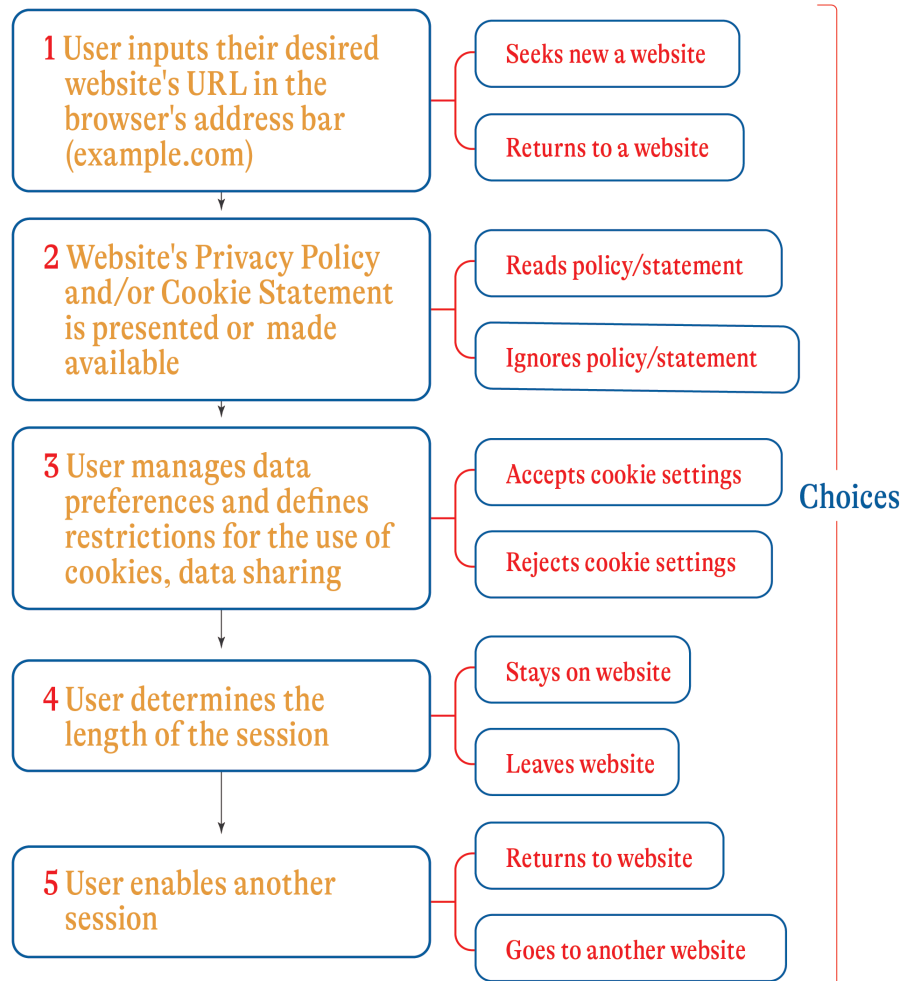 1 User inputs their desired
website's URL in the
browser's address bar
(example.com)
Seeks new a website
Returns to a website
2 Website's Privacy Policy
and/or Cookie Statement
is presented or made
available
Reads policy/statement
Ignores policy/statement
3 User manages data
preferences and defines
restrictions for the use of
cookies, data sharing
Accepts cookie settings
Rejects cookie settings
Choices
4 User determines the
length of the session
Stays on website
Leaves website
5 User enables another
session
Returns to website
Goes to another website